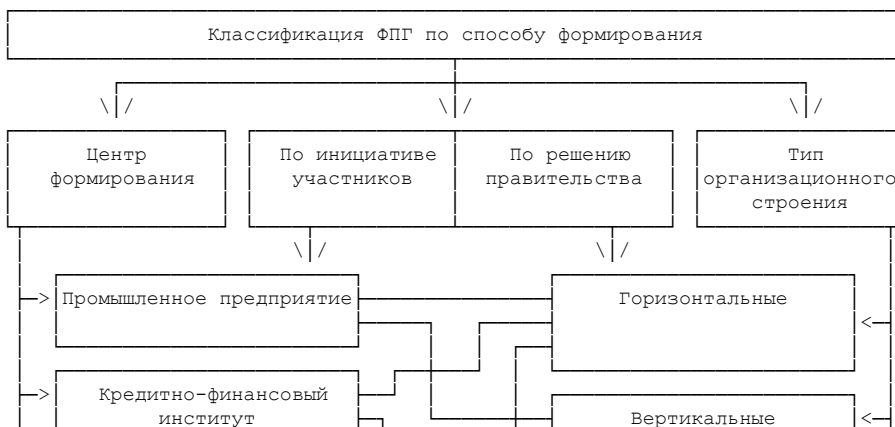 Классификация ФПГ по способу формирования
Центр
формирования
По инициативе
участников
По решению
правительства
Тип
организационного
строения
Промышленное предприятие
Горизонтальные
Кредитно-финансовый
институт
Вертикальные